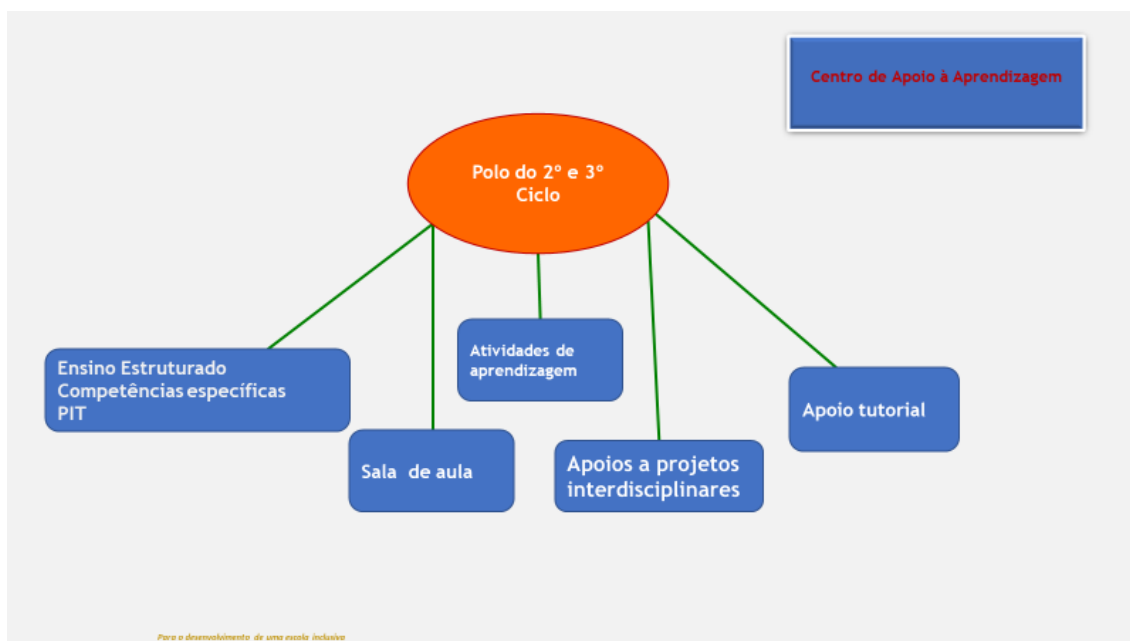 Centro de Apoio à Aprendizagem
Polo do 2º e 3º
Ciclo
Ensino Estruturado
Competências específicas
PIT
Sala de aula
Atividades de
aprendizagem
Apoios a projetos
interdisciplinares
Apoio tutorial
Para o desenvolvimento de uma escola inclusiva